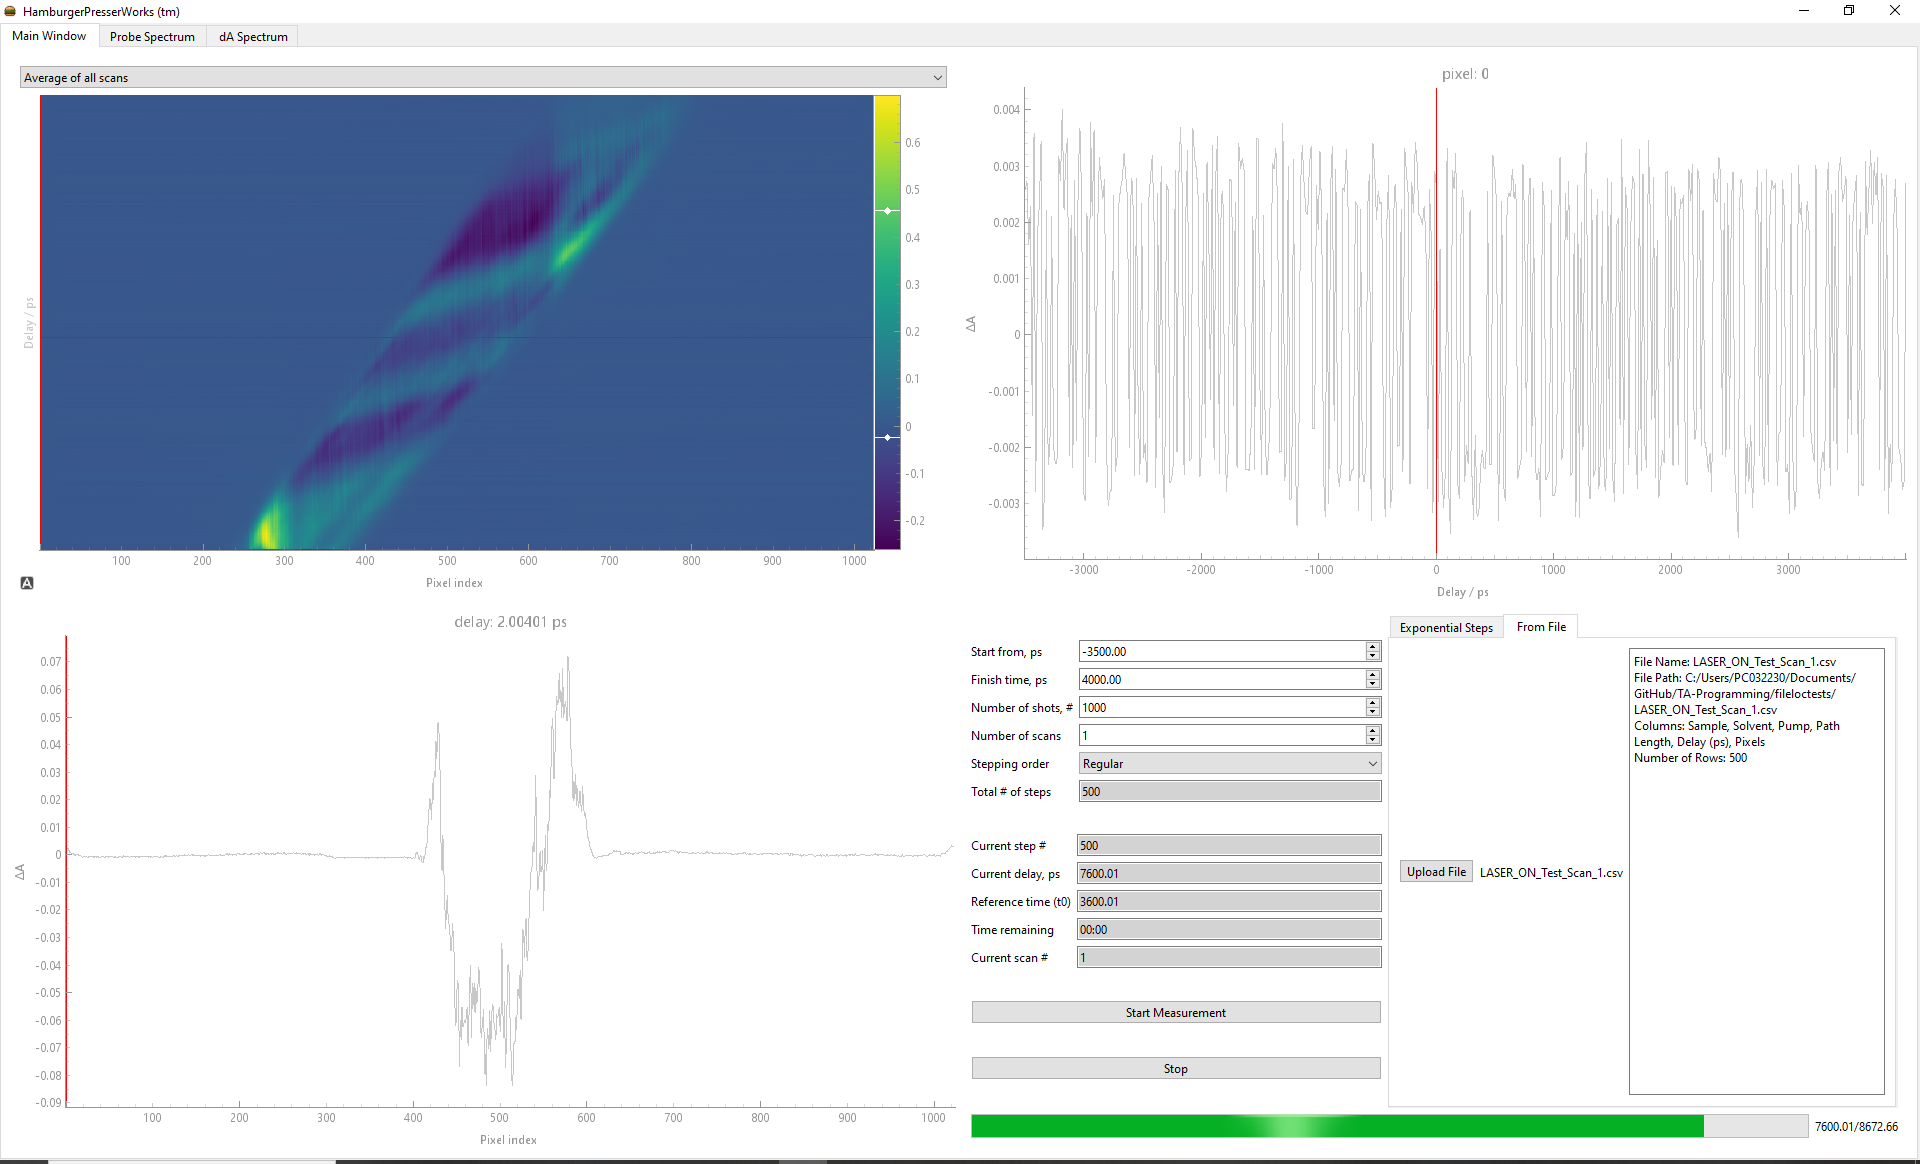 HamburgerPresserWorks (tm)
Main Window
Probe Spectrum
dA Spectrum
Average of all scans
0.6
0.5
0.4
0.3
0.2
0.1
0
-0.1
-0.2
Delay / ps
100 200 300 400 500 600 700 800 900 1000
Pixel index
A
pixel: 0
0.004
0.003
0.002
0.001
0
-0.001
-0.002
-0.003
ΔA
-3000 -2000 -1000 0 1000 2000 3000
Delay / ps
delay: 2.00401 ps
0.07
0.06
0.05
0.04
0.03
0.02
0.01
0
-0.01
-0.02
-0.03
-0.04
-0.05
-0.06
-0.07
-0.08
-0.09
ΔA
100 200 300 400 500 600 700 800 900 1000
Pixel index
Start from, ps -3500.00
Finish time, ps 4000.00
Number of shots, # 1000
Number of scans 1
Stepping order Regular
Total # of steps 500
Current step # 500
Current delay, ps 7600.01
Reference time (t0) 3600.01
Time remaining 00:00
Current scan # 1
Start Measurement
Stop
Exponential Steps
From File
Upload File
LASER_ON_Test_Scan_1.csv
File Name: LASER_ON_Test_Scan_1.csv
File Path: C:/Users/PC032230/Documents/
GitHub/TA-Programming/fileloctests/
LASER_ON_Test_Scan_1.csv
Columns: Sample, Solvent, Pump, Path
Length, Delay (ps), Pixels
Number of Rows: 500
7600.01/8672.66